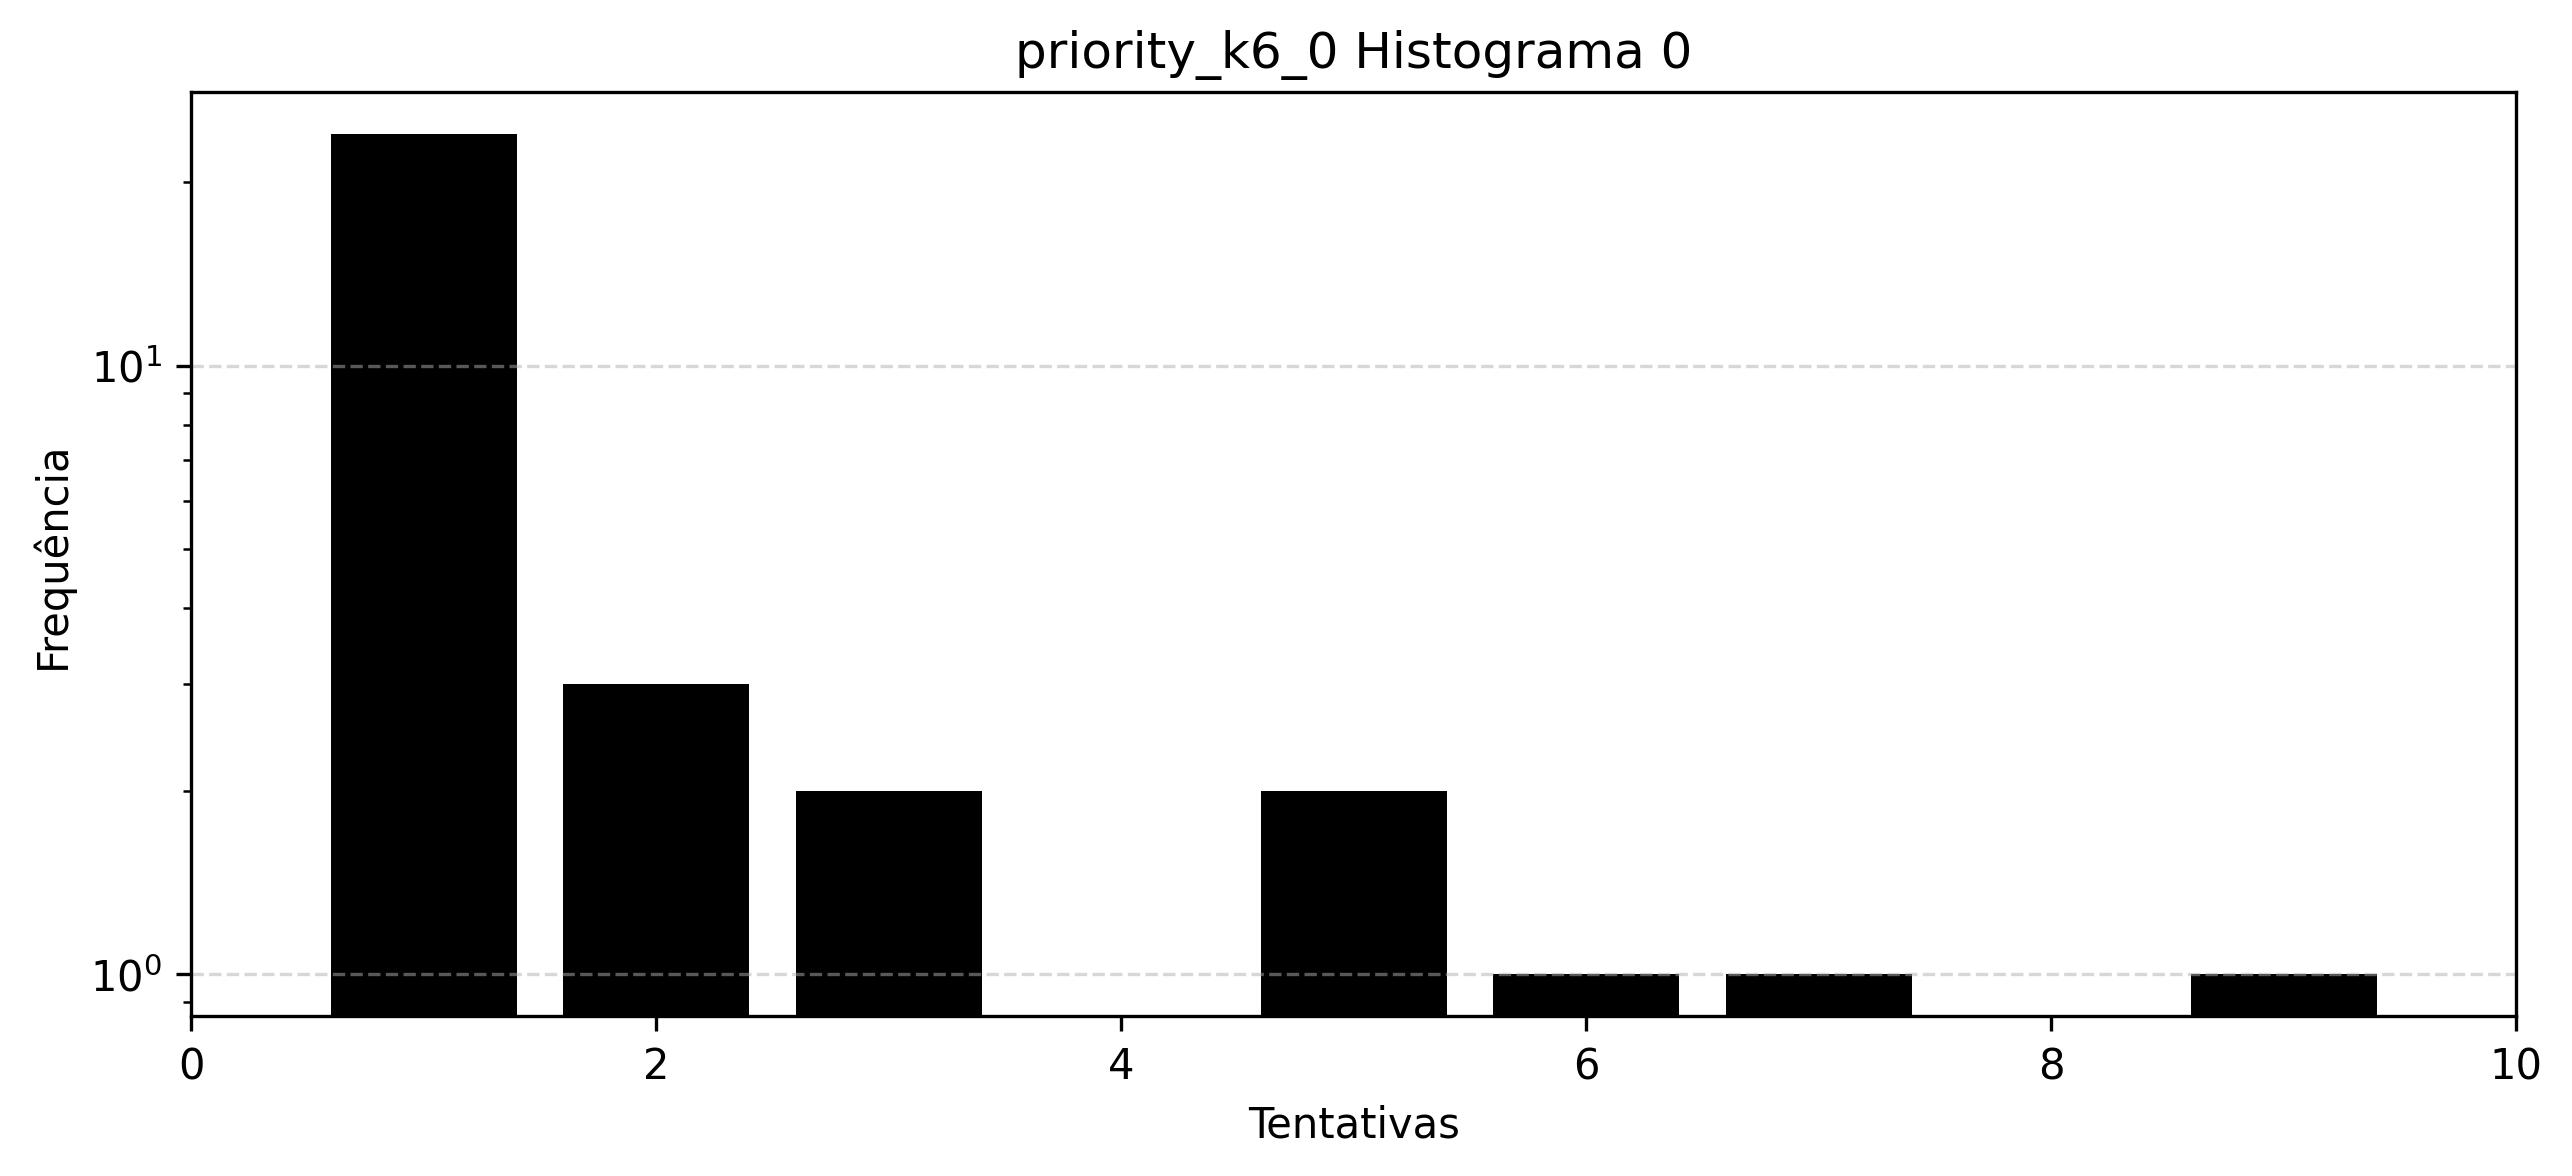 priority_k6_0 Histograma 0
Frequência
10¹
10⁰
0 2 4 6 8 10
Tentativas